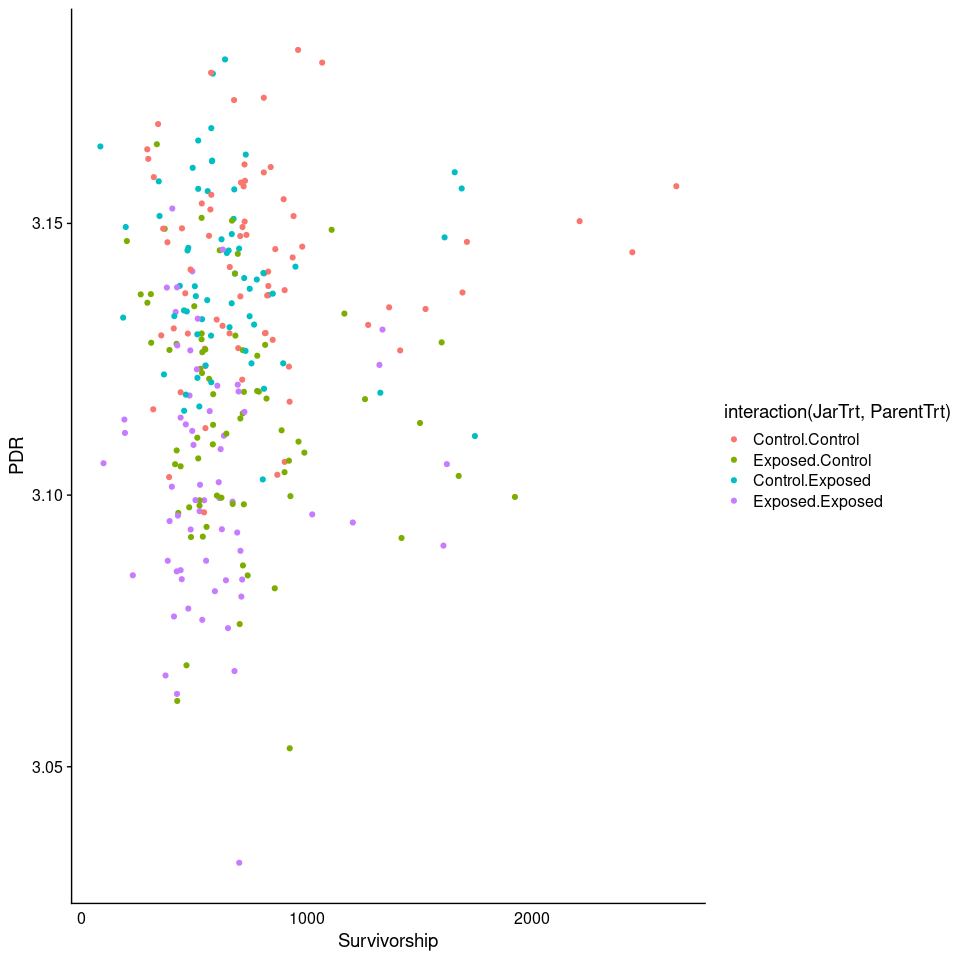 PDR
3.15
3.10
3.05
0
1000
2000
Survivorship
interaction(JarTrt, ParentTrt)
Control.Control
Exposed.Control
Control.Exposed
Exposed.Exposed